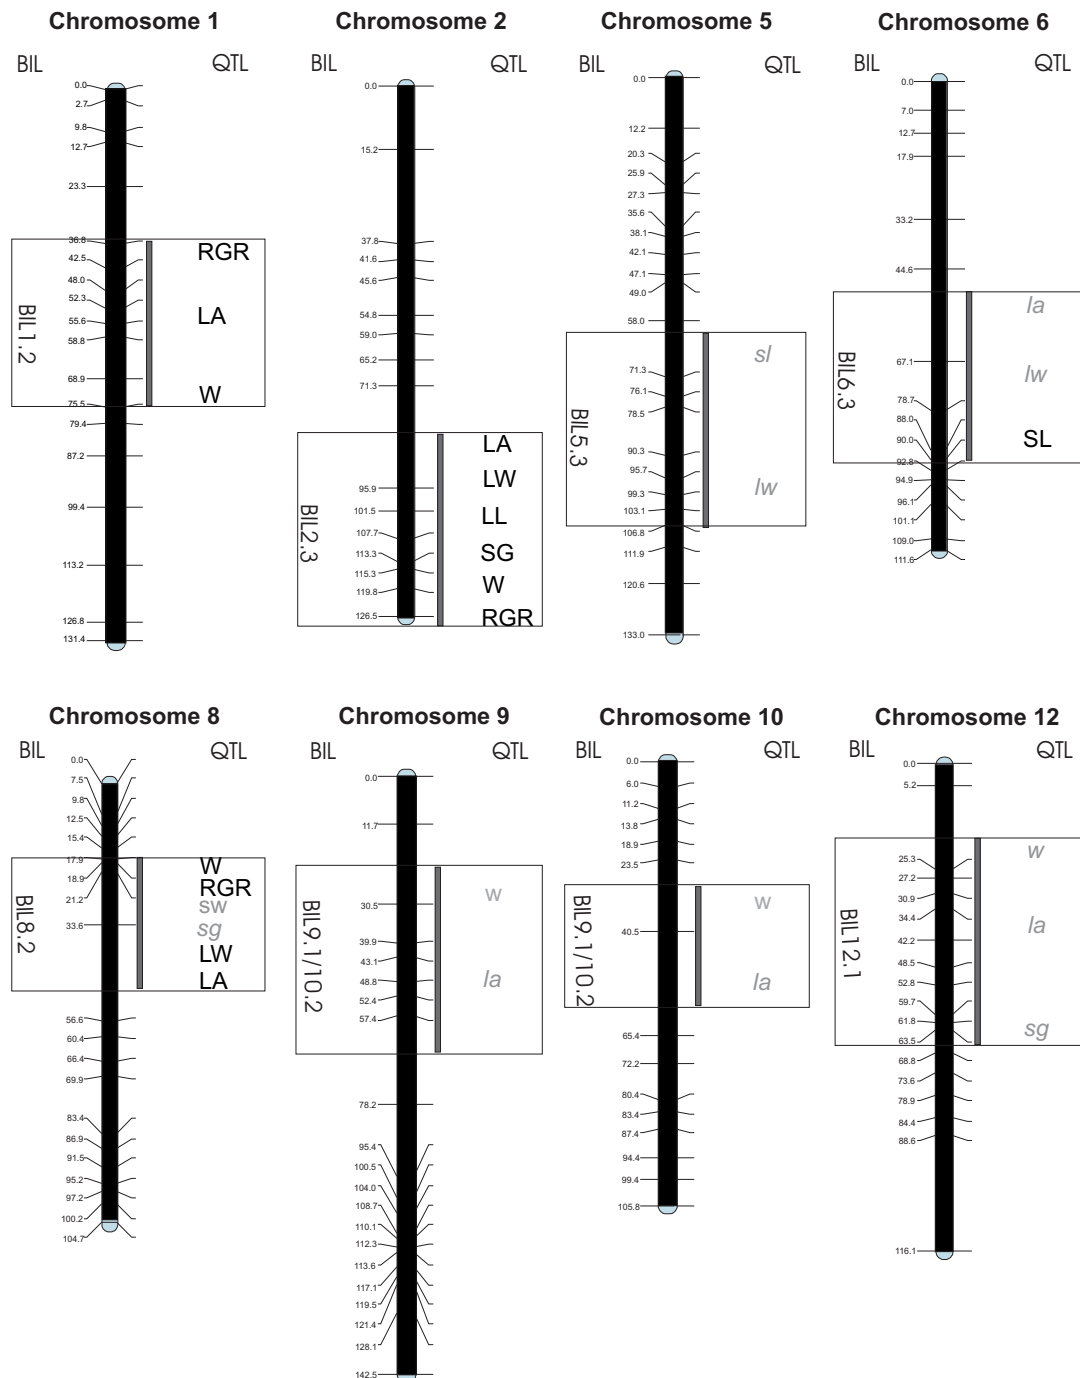 Chromosome 1
BIL QTL
0.0
2.7
9.8
12.7
23.3
36.8
42.5
48.0
52.3
55.6
58.8
68.9
75.5
79.4
87.2
99.4
113.2
126.8
131.4
BIL1.2
RGR
LA
W
Chromosome 2
BIL QTL
0.0
15.2
37.8
41.6
45.6
54.8
59.0
65.2
71.3
95.9
101.5
107.7
113.3
115.3
119.8
126.5
BIL2.3
LA
LW
LL
SG
W
RGR
Chromosome 5
BIL QTL
0.0
12.2
20.3
25.9
27.3
35.6
38.1
42.1
47.1
49.0
58.0
71.3
76.1
78.5
90.3
95.7
99.3
103.1
106.8
111.9
120.6
133.0
BIL5.3
sl
lw
Chromosome 6
BIL QTL
0.0
7.0
12.7
17.9
33.2
44.6
67.1
78.7
88.0
90.0
92.8
94.9
96.1
101.1
109.0
111.6
BIL6.3
la
lw
SL
Chromosome 8
BIL QTL
0.0
7.5
9.8
12.5
15.4
17.9
18.9
21.2
33.6
56.6
60.4
66.4
69.9
83.4
86.9
91.5
95.2
97.2
100.2
104.7
BIL8.2
W
RGR
sw
sg
LW
LA
Chromosome 9
BIL QTL
0.0
11.7
30.5
39.9
43.1
48.8
52.4
57.4
78.2
95.4
100.5
104.0
108.7
110.1
112.3
113.6
117.1
119.5
121.4
128.1
142.5
BIL9.1/10.2
w
la
Chromosome 10
BIL QTL
0.0
6.0
11.2
13.8
18.9
23.5
40.5
65.4
72.2
80.4
83.4
87.4
94.4
99.4
105.8
BIL9.1/10.2
w
la
Chromosome 12
BIL QTL
0.0
5.2
25.3
27.2
30.9
34.4
42.2
48.5
52.8
59.7
61.8
63.5
68.8
73.6
78.9
84.4
88.6
116.1
BIL12.1
w
la
sg